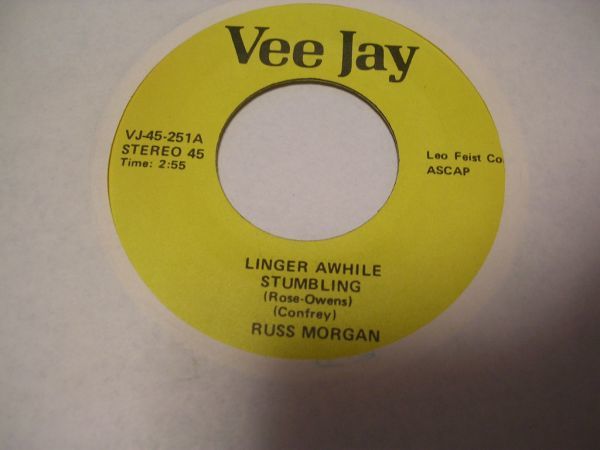 Vee Jay
VJ-45-251A
STEREO 45
Time: 2:55
Leo Feist Co.
ASCAP
LINGER AWHILE
STUMBLING
(Rose-Owens)
(Confrey)
RUSS MORGAN